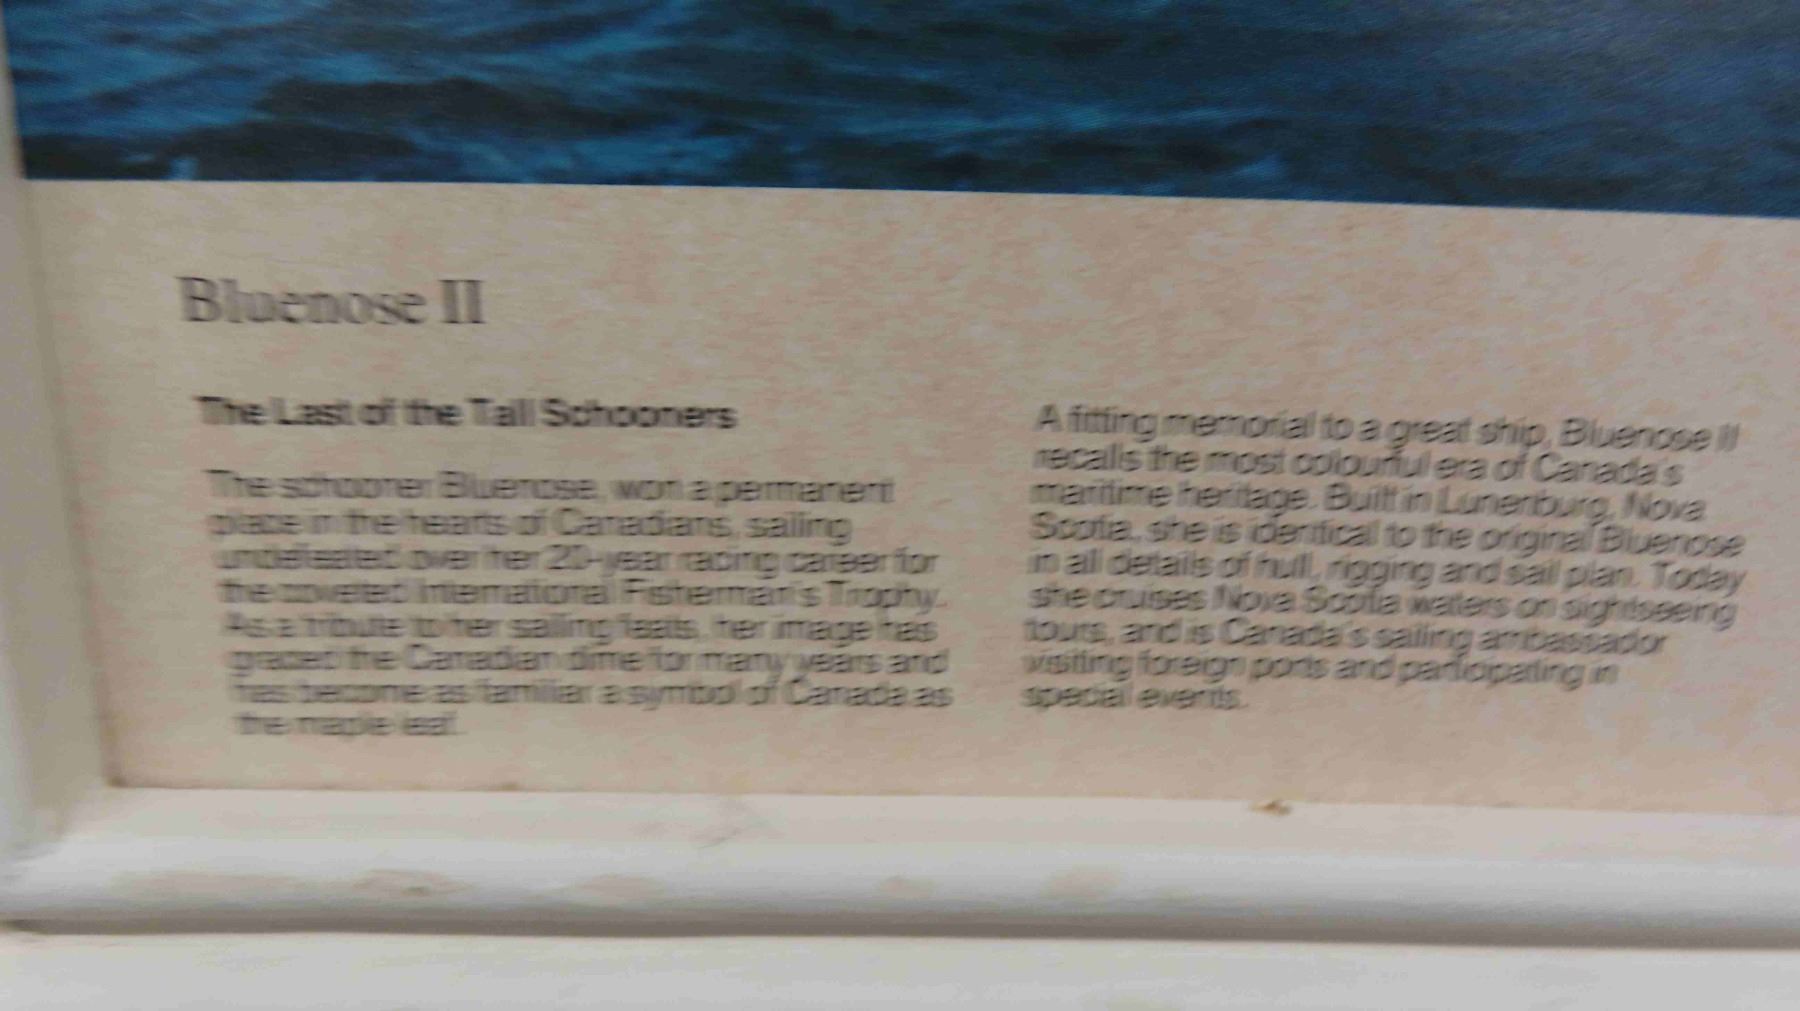 Bluenose II
The Last of the Tall Schooners
The schooner Bluenose, won a permanent
place in the hearts of Canadians, sailing
undefeated over her 20-year racing career for
the coveted International Fisherman's Trophy.
As a tribute to her sailing feats, her image has
graced the Canadian dime for many years and
has become as familiar a symbol of Canada as
the maple leaf.
A fitting memorial to a great ship, Bluenose II
recalls the most colourful era of Canada's
maritime heritage. Built in Lunenburg, Nova
Scotia, she is identical to the original Bluenose
in all details of hull, rigging and sail plan. Today
she cruises Nova Scotia waters on sightseeing
tours, and is Canada's sailing ambassador
visiting foreign ports and participating in
special events.